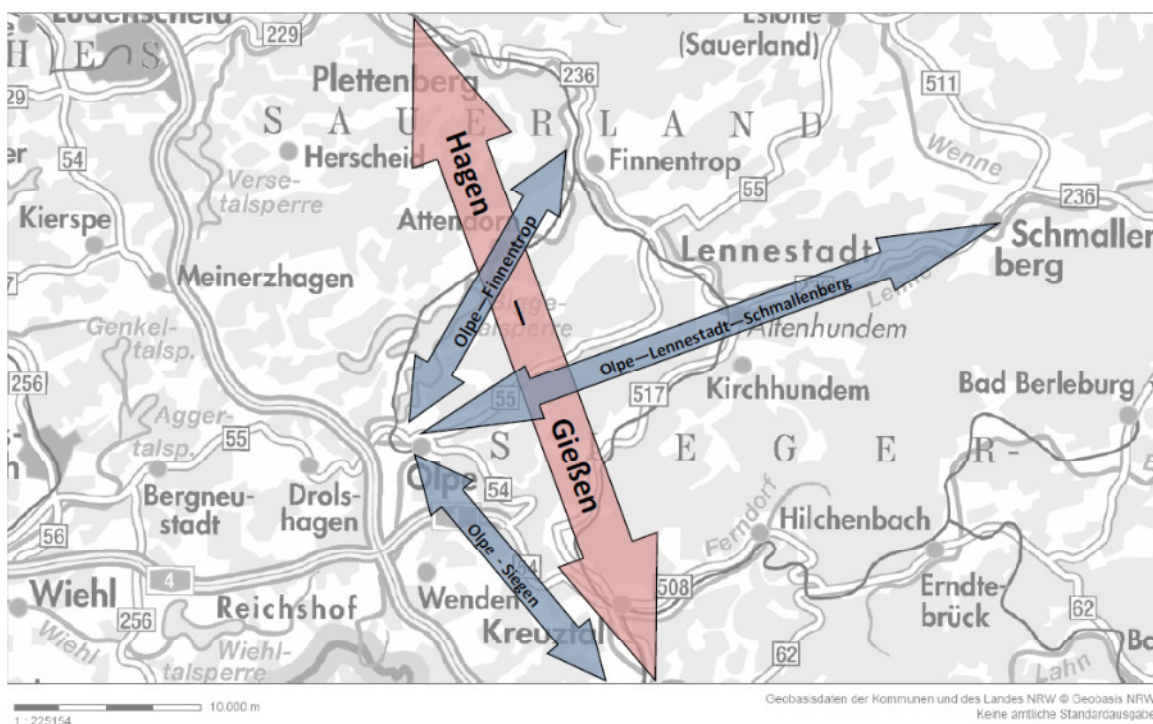 Lüdenscheid
H E S
229
Eslohe
(Sauerland)
Plettenberg
236
511
29
S A U E R L A N D
54
Herscheid
Finnentrop
Wenne
Verse-
talsperre
55
236
Kierspe
Attendorn
Hagen
–
Gießen
Olpe—Finnentrop
Lennestadt
Schmallen
berg
Meinerzhagen
Lenne
Olpe—Lennestadt—Schmallenberg
Bigge-
talsperre
Altenhundem
Genkel-
talsp.
Kirchhundem
Bad Berleburg
256
517
55
Agger-
talsp.
55
S I E G E R-
Olpe
54
Bergneu-
stadt
Drols-
hagen
4
Ferndorf
Hilchenbach
56
Olpe - Siegen
54
4
508
Wiehl
Reichshof
Wenden
Kreuztal
Erndte-
brück
256
62
Wiehl
Wiehl-
talsperre
62
Ba
Lahn
10.000 m
1 : 225154
Geobasisdaten der Kommunen und des Landes NRW © Geobasis NRW
Keine amtliche Standardausgabe